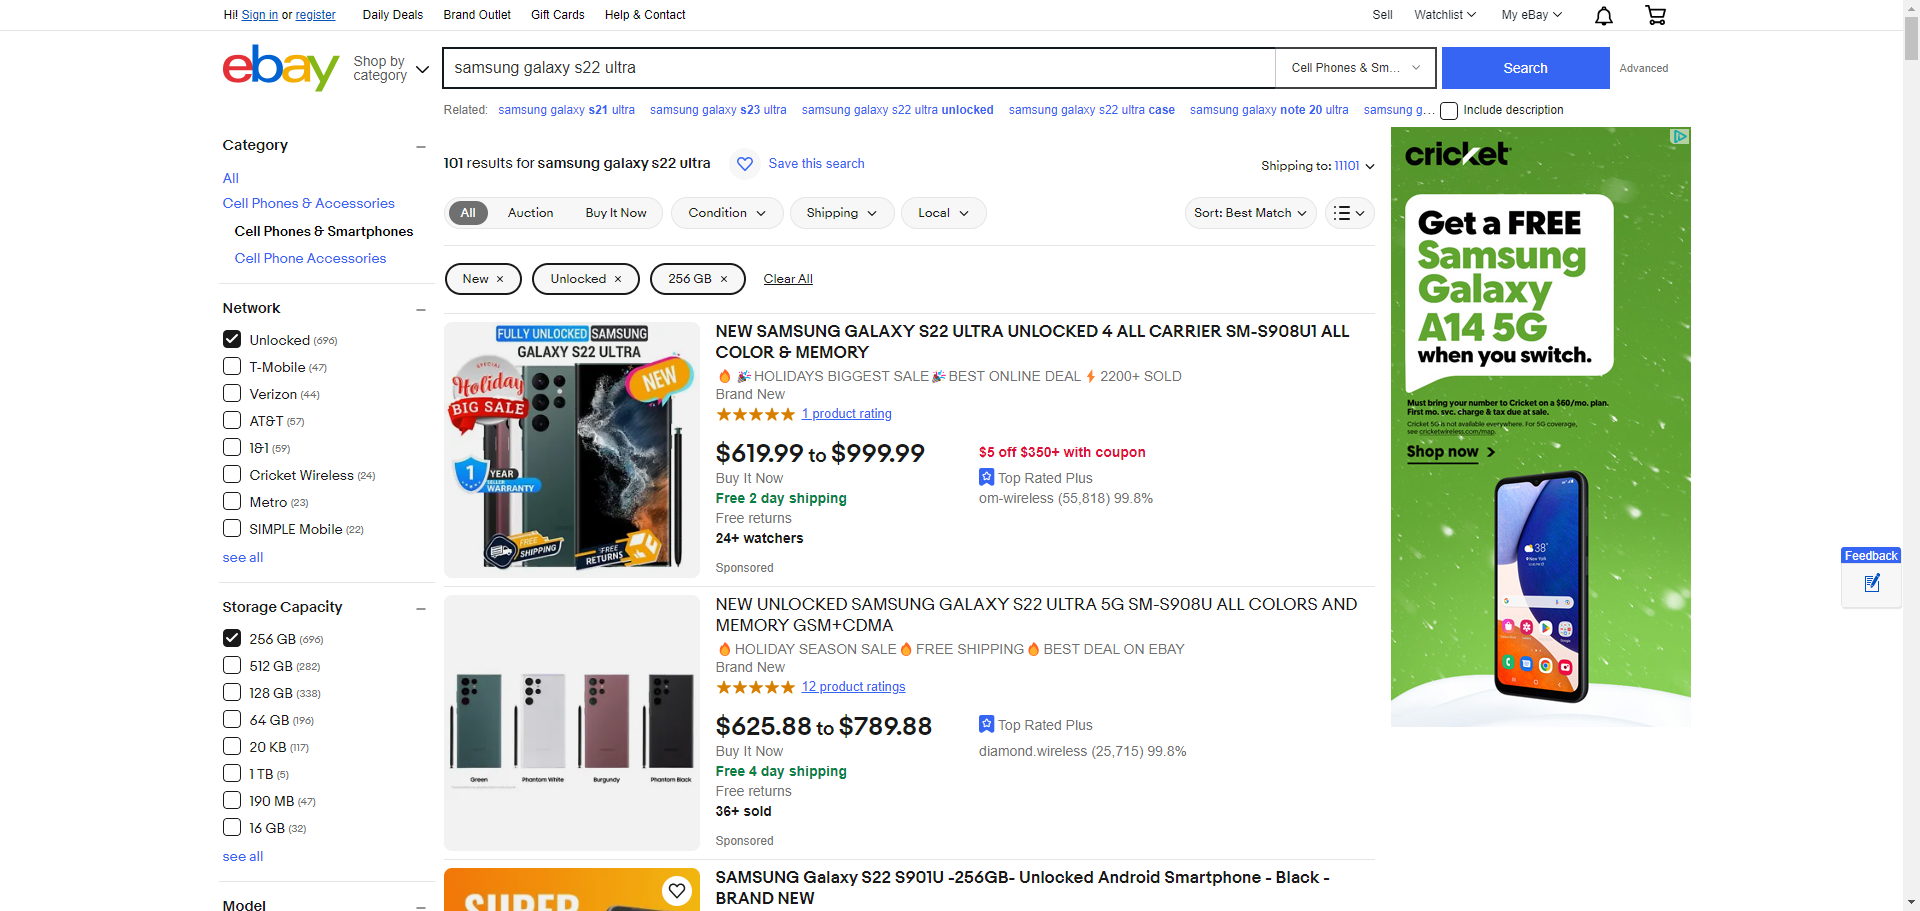 Hi! Sign in or register
Daily Deals
Brand Outlet
Gift Cards
Help & Contact
Sell
Watchlist
My eBay
ebay
Shop by category
samsung galaxy s22 ultra
Cell Phones & Sm...
Search
Advanced
Related: samsung galaxy s21 ultra samsung galaxy s23 ultra samsung galaxy s22 ultra unlocked samsung galaxy s22 ultra case samsung galaxy note 20 ultra samsung g...
Include description
Category
All
Cell Phones & Accessories
Cell Phones & Smartphones
Cell Phone Accessories
Network
Unlocked (696)
T-Mobile (47)
Verizon (44)
AT&T (57)
1&1 (59)
Cricket Wireless (24)
Metro (23)
SIMPLE Mobile (22)
see all
Storage Capacity
256 GB (696)
512 GB (282)
128 GB (338)
64 GB (196)
20 KB (117)
1 TB (5)
190 MB (47)
16 GB (32)
see all
Model
101 results for samsung galaxy s22 ultra
Save this search
Shipping to: 11101
All
Auction
Buy It Now
Condition
Shipping
Local
Sort: Best Match
New ×
Unlocked ×
256 GB ×
Clear All
FULLY UNLOCKED SAMSUNG
GALAXY S22 ULTRA
SPECIAL
Holiday
BIG SALE
NEW
1 YEAR
SELLER
WARRANTY
FREE
SHIPPING
FREE
RETURNS
NEW SAMSUNG GALAXY S22 ULTRA UNLOCKED 4 ALL CARRIER SM-S908U1 ALL
COLOR & MEMORY
🔥 🎉HOLIDAYS BIGGEST SALE🎉BEST ONLINE DEAL⚡2200+ SOLD
Brand New
1 product rating
$619.99 to $999.99
Buy It Now
Free 2 day shipping
Free returns
24+ watchers
Sponsored
$5 off $350+ with coupon
Top Rated Plus
om-wireless (55,818) 99.8%
Green
Phantom White
Burgundy
Phantom Black
NEW UNLOCKED SAMSUNG GALAXY S22 ULTRA 5G SM-S908U ALL COLORS AND
MEMORY GSM+CDMA
🔥HOLIDAY SEASON SALE🔥FREE SHIPPING🔥BEST DEAL ON EBAY
Brand New
12 product ratings
$625.88 to $789.88
Buy It Now
Free 4 day shipping
Free returns
36+ sold
Sponsored
Top Rated Plus
diamond.wireless (25,715) 99.8%
SUPER
SAMSUNG Galaxy S22 S901U -256GB- Unlocked Android Smartphone - Black -
BRAND NEW
cricket
Get a FREE
Samsung
Galaxy
A14 5G
when you switch.
Must bring your number to Cricket on a $60/mo. plan.
First mo. svc. charge & tax due at sale.
Cricket 5G is not available everywhere. For 5G coverage,
see cricketwireless.com/map.
Shop now >
38°
New York
Feedback